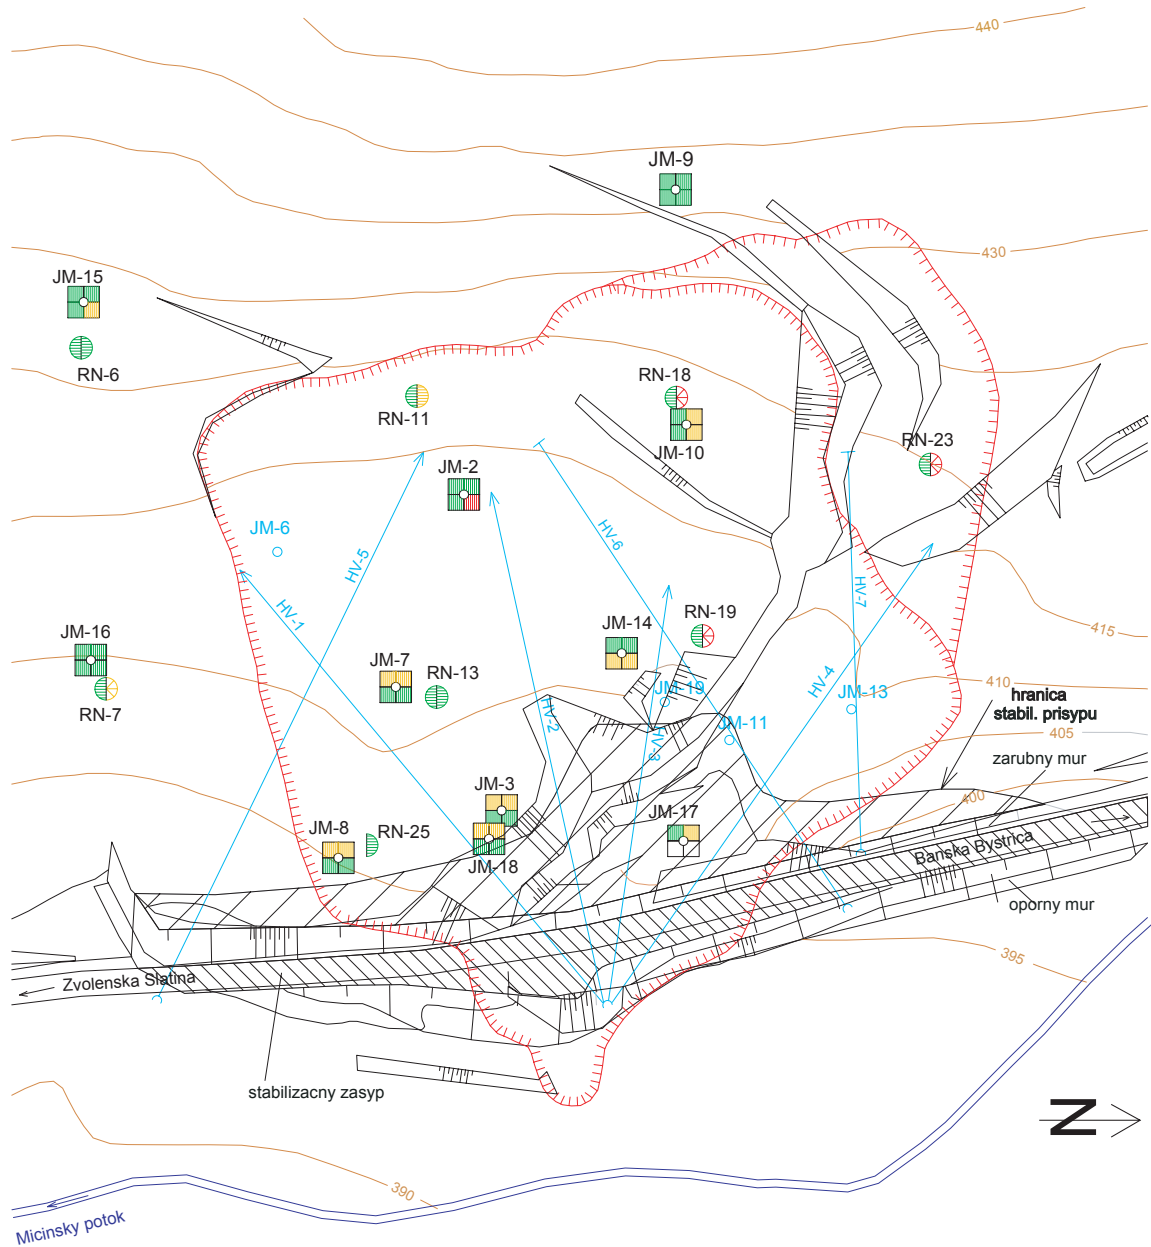 440
JM-9
430
JM-15
RN-6
RN-18
RN-11
JM-10
RN-23
JM-2
JM-6
HV-6
HV-5
HV-7
HV-1
RN-19
JM-14
415
JM-16
JM-7
RN-13
HV-4
JM-19
JM-13
410
hranica
stabil. prisypu
RN-7
HV-2
HV-3
JM-11
405
zarubny mur
JM-3
400
JM-8
RN-25
JM-17
JM-18
Banska Bystrica
oporny mur
395
Zvolenska Slatina
stabilizacny zasyp
N
390
Micinsky potok